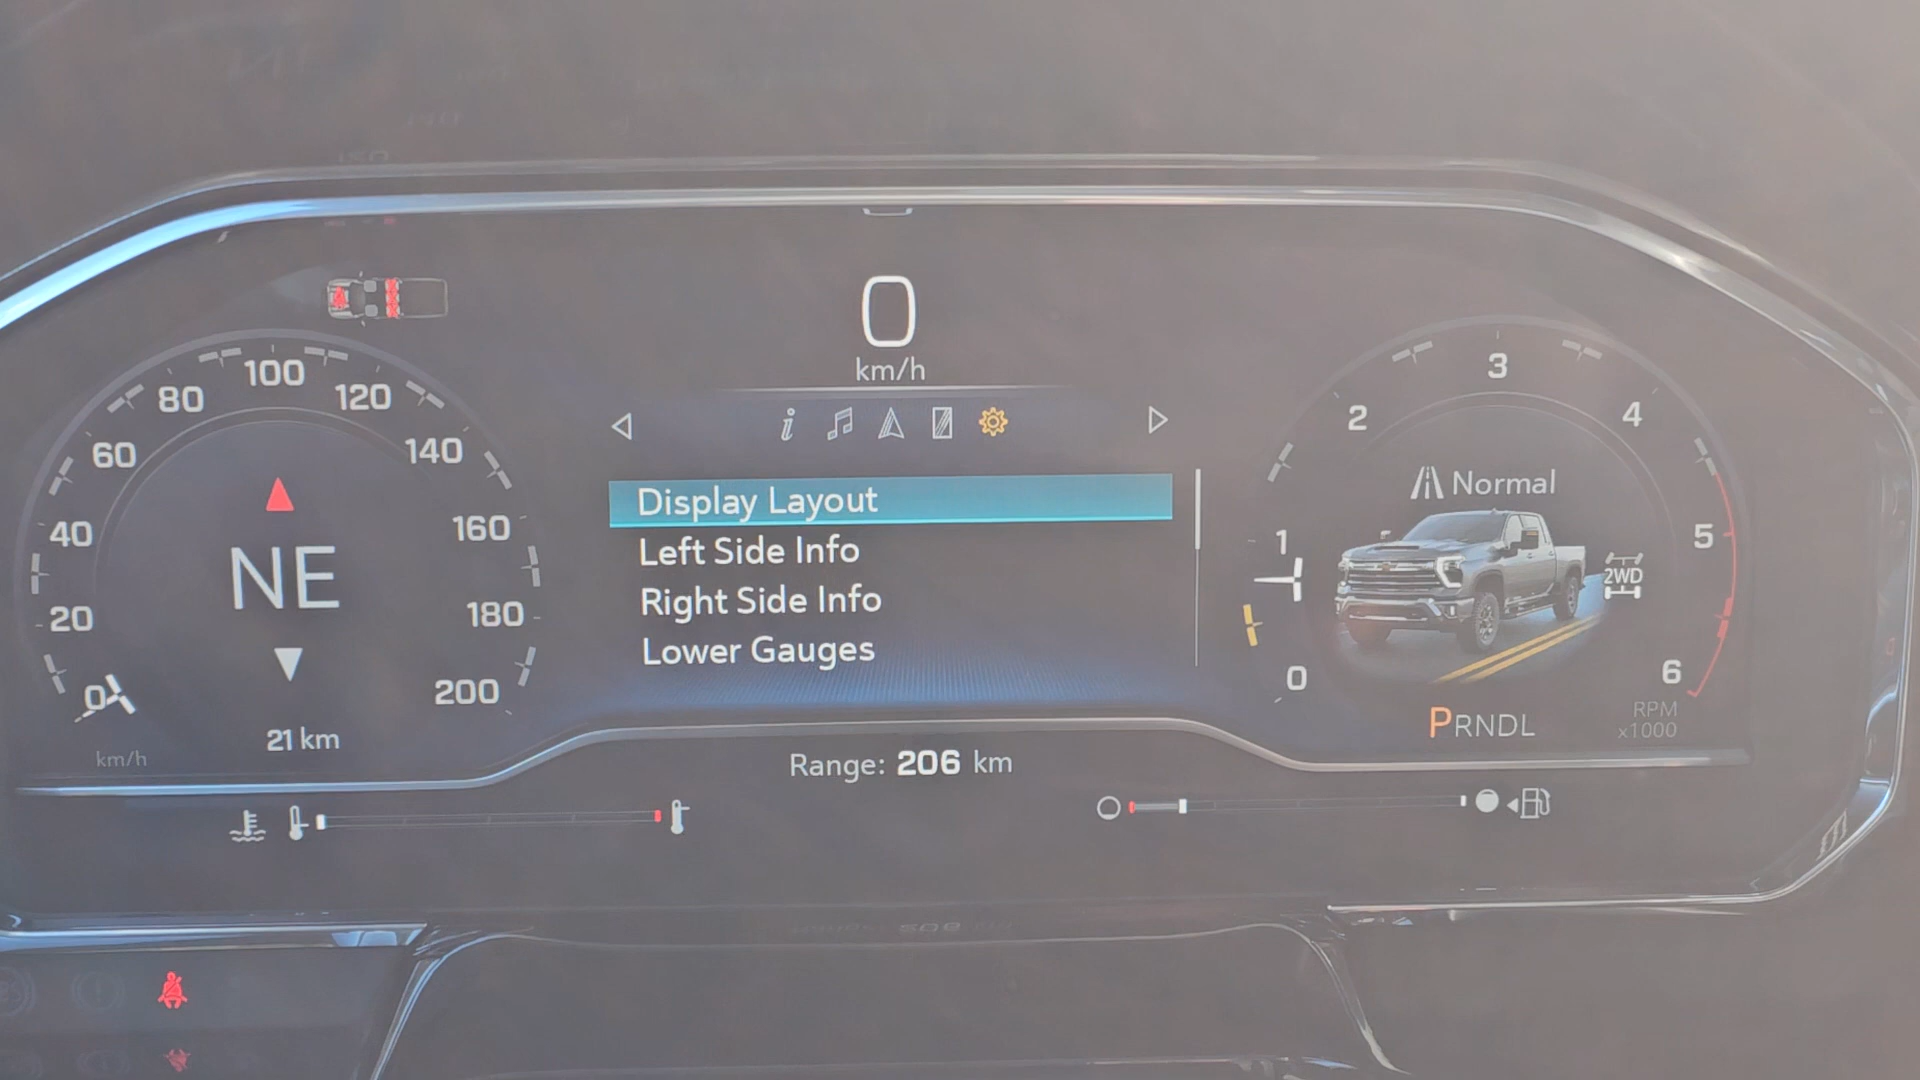 0
km/h
Display Layout
Left Side Info
Right Side Info
Lower Gauges
0
20
40
60
80
100
120
140
160
180
200
NE
21 km
km/h
0
1
2
3
4
5
6
Normal
2WD
PRNDL
RPM
x1000
Range: 206 km